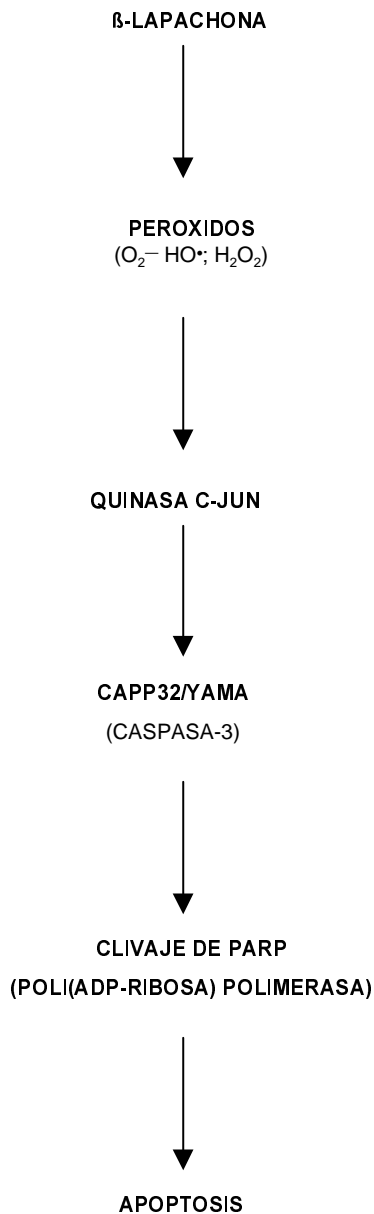 ß-LAPACHONA
PEROXIDOS
(O₂— HO•; H₂O₂)
QUINASA C-JUN
CAPP32/YAMA
(CASPASA-3)
CLIVAJE DE PARP
(POLI(ADP-RIBOSA) POLIMERASA)
APOPTOSIS